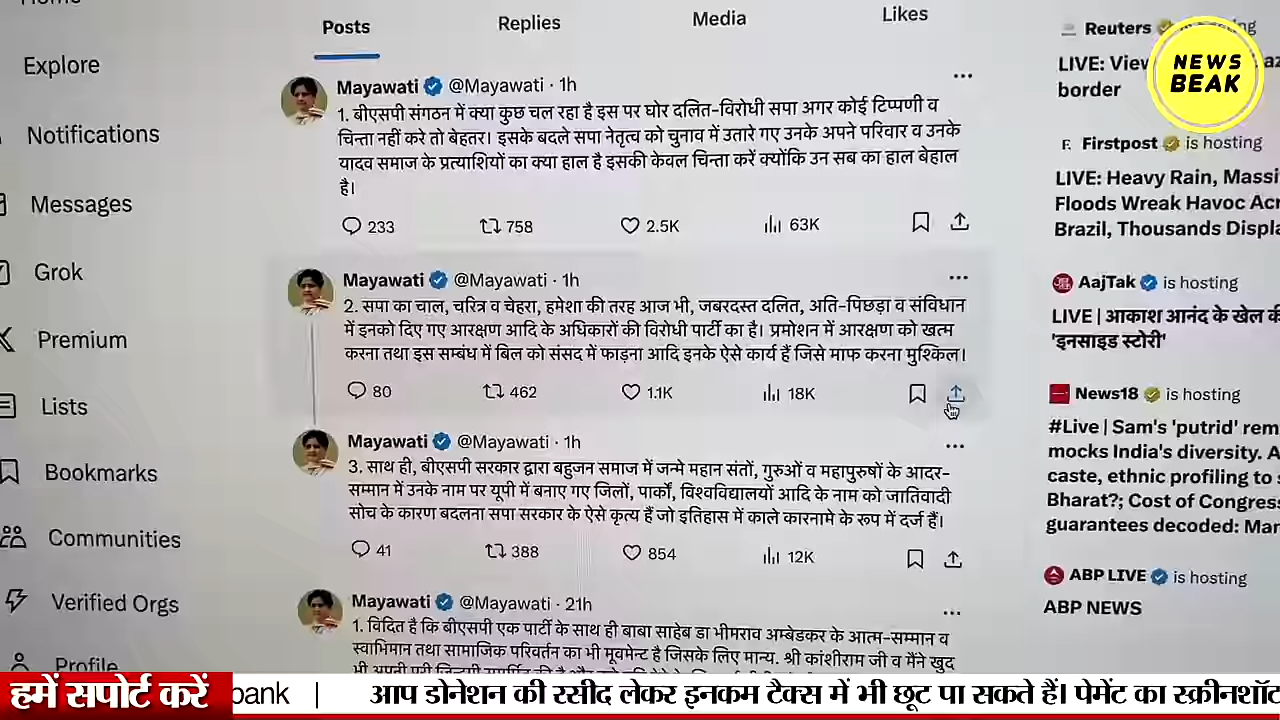 Posts
Replies
Media
Likes
Explore
Notifications
Messages
Grok
Premium
Lists
Bookmarks
Communities
Verified Orgs
Profile
Mayawati @Mayawati · 1h
1. बीएसपी संगठन में क्या कुछ चल रहा है इस पर घोर दलित-विरोधी सपा अगर कोई टिप्पणी व
चिन्ता नहीं करे तो बेहतर। इसके बदले सपा नेतृत्व को चुनाव में उतारे गए उनके अपने परिवार व उनके
यादव समाज के प्रत्याशियों का क्या हाल है इसकी केवल चिन्ता करें क्योंकि उन सब का हाल बेहाल
है।
233 758 2.5K 63K
Mayawati @Mayawati · 1h
2. सपा का चाल, चरित्र व चेहरा, हमेशा की तरह आज भी, जबरदस्त दलित, अति-पिछड़ा व संविधान
में इनको दिए गए आरक्षण आदि के अधिकारों की विरोधी पार्टी का है। प्रमोशन में आरक्षण को खत्म
करना तथा इस सम्बंध में बिल को संसद में फाड़ना आदि इनके ऐसे कार्य हैं जिसे माफ करना मुश्किल।
80 462 1.1K 18K
Mayawati @Mayawati · 1h
3. साथ ही, बीएसपी सरकार द्वारा बहुजन समाज में जन्मे महान संतों, गुरुओं व महापुरुषों के आदर-
सम्मान में उनके नाम पर यूपी में बनाए गए जिलों, पार्कों, विश्वविद्यालयों आदि के नाम को जातिवादी
सोच के कारण बदलना सपा सरकार के ऐसे कृत्य हैं जो इतिहास में काले कारनामे के रूप में दर्ज हैं।
41 388 854 12K
Mayawati @Mayawati · 21h
1. विदित है कि बीएसपी एक पार्टी के साथ ही बाबा साहेब डा भीमराव अम्बेडकर के आत्म-सम्मान व
स्वाभिमान तथा सामाजिक परिवर्तन का भी मूवमेन्ट है जिसके लिए मान्य. श्री कांशीराम जी व मैंने खुद
Reuters
LIVE: View
border
Firstpost is hosting
LIVE: Heavy Rain, Massi
Floods Wreak Havoc Acr
Brazil, Thousands Displa
AajTak is hosting
LIVE | आकाश आनंद के खेल की
'इनसाइड स्टोरी'
News18 is hosting
#Live | Sam's 'putrid' rem
mocks India's diversity. A
caste, ethnic profiling to
Bharat?; Cost of Congress
guarantees decoded: Mar
ABP LIVE is hosting
ABP NEWS
NEWS
BEAK
हमें सपोर्ट करें
bank | आप डोनेशन की रसीद लेकर इनकम टैक्स में भी छूट पा सकते हैं। पेमेंट का स्क्रीनशॉट